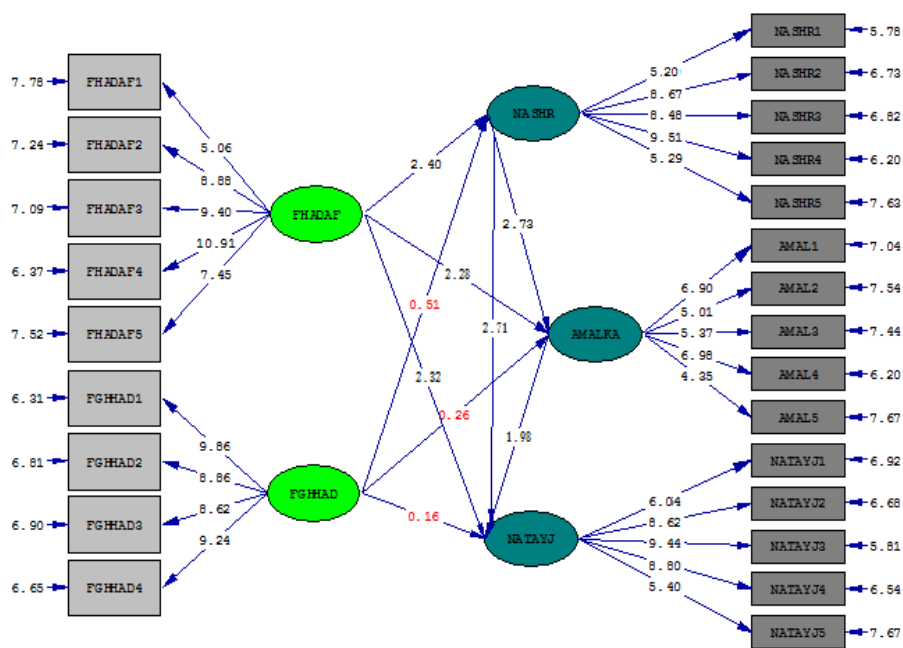 7.78 FHADAF1
7.24 FHADAF2
7.09 FHADAF3
6.37 FHADAF4
7.52 FHADAF5
6.31 FGHHAD1
6.81 FGHHAD2
6.90 FGHHAD3
6.65 FGHHAD4
5.06
8.88
9.40
10.91
7.45
9.86
8.86
8.62
9.24
FHADAF
FGHHAD
2.40
2.28
0.51
2.32
0.26
0.16
2.73
2.71
1.98
NASHR
AMALKA
NATAYJ
5.20
8.67
8.48
9.51
5.29
6.90
5.01
5.37
6.98
4.35
6.04
8.62
9.44
8.80
5.40
NASHR1 5.78
NASHR2 6.73
NASHR3 6.82
NASHR4 6.20
NASHR5 7.63
AMAL1 7.04
AMAL2 7.54
AMAL3 7.44
AMAL4 6.20
AMAL5 7.67
NATAYJ1 6.92
NATAYJ2 6.68
NATAYJ3 5.81
NATAYJ4 6.54
NATAYJ5 7.67